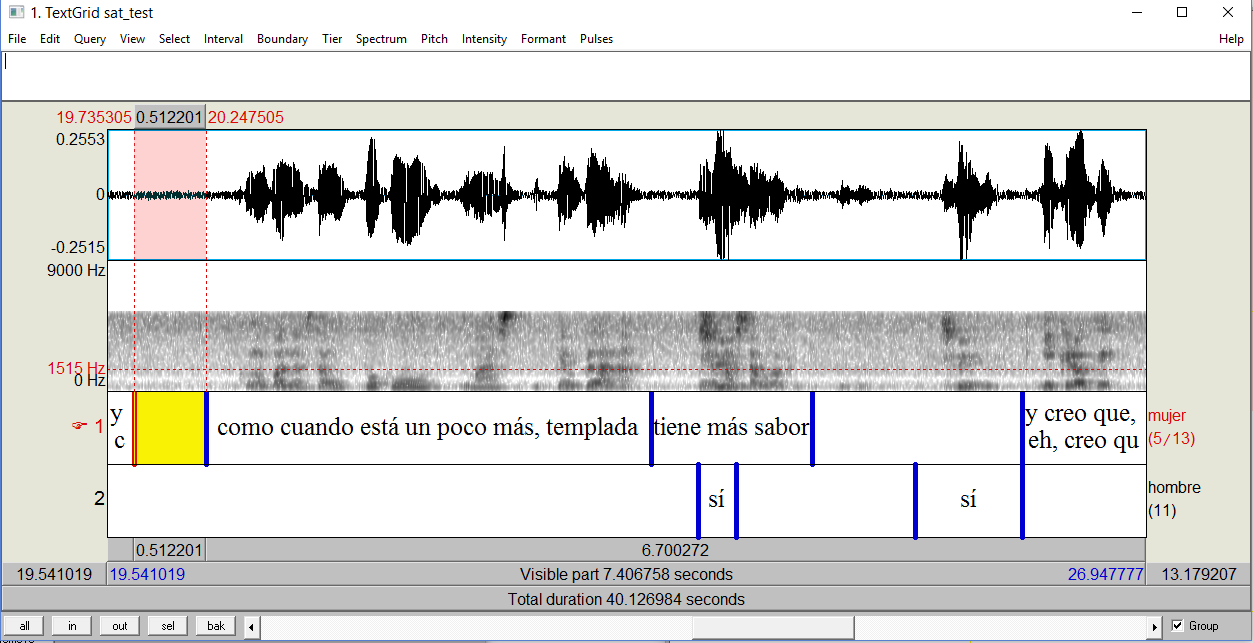 1. TextGrid sat_test
File Edit Query View Select Interval Boundary Tier Spectrum Pitch Intensity Formant Pulses Help
19.735305 0.512201 20.247505
0.2553
0
-0.2515
9000 Hz
1515 Hz
0 Hz
☞ 1
y
c
como cuando está un poco más, templada
tiene más sabor
y creo que,
eh, creo qu
mujer
(5/13)
2
sí
sí
hombre
(11)
0.512201 6.700272
19.541019 19.541019 Visible part 7.406758 seconds 26.947777 13.179207
Total duration 40.126984 seconds
all in out sel bak Group